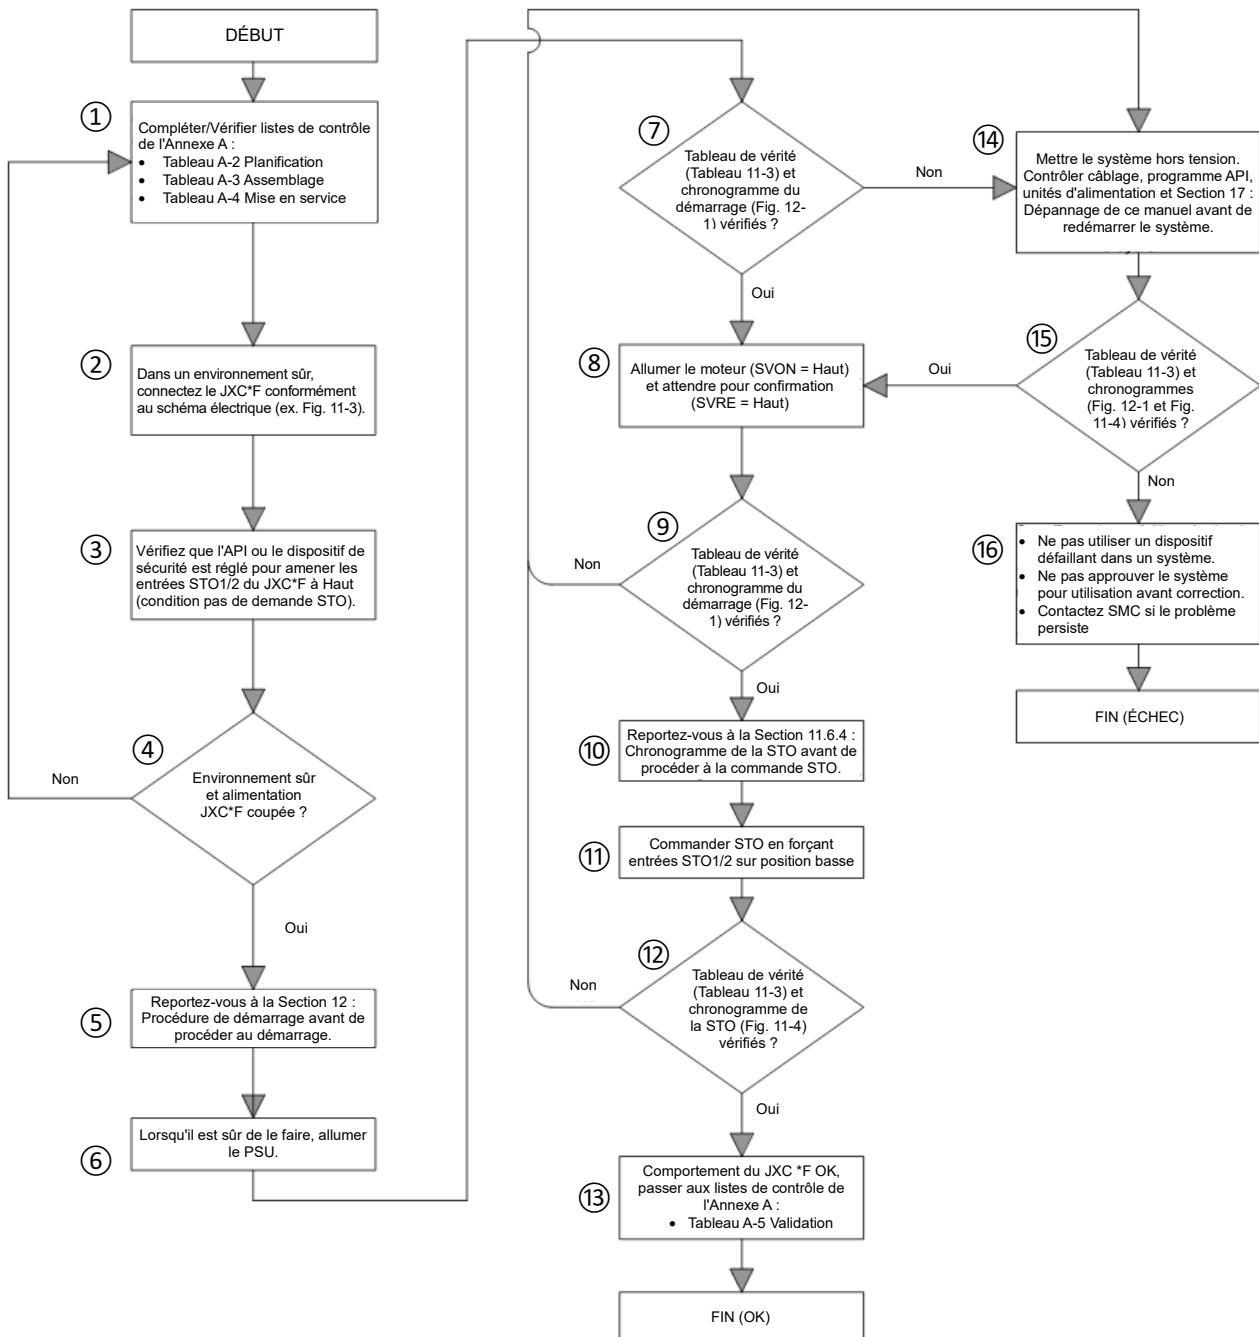 DÉBUT
①
Compléter/Vérifier listes de contrôle
de l'Annexe A :
• Tableau A-2 Planification
• Tableau A-3 Assemblage
• Tableau A-4 Mise en service
②
Dans un environnement sûr,
connectez le JXC*F conformément
au schéma électrique (ex. Fig. 11-3).
③
Vérifiez que l'API ou le dispositif de
sécurité est réglé pour amener les
entrées STO1/2 du JXC*F à Haut
(condition pas de demande STO).
④
Environnement sûr
et alimentation
JXC*F coupée ?
Non
Oui
⑤
Reportez-vous à la Section 12 :
Procédure de démarrage avant de
procéder au démarrage.
⑥
Lorsqu'il est sûr de le faire, allumer
le PSU.
⑦
Tableau de vérité
(Tableau 11-3) et
chronogramme du
démarrage (Fig. 12-
1) vérifiés ?
Non
Oui
⑧
Allumer le moteur (SVON = Haut)
et attendre pour confirmation
(SVRE = Haut)
⑨
Tableau de vérité
(Tableau 11-3) et
chronogramme du
démarrage (Fig. 12-
1) vérifiés ?
Non
Oui
⑩
Reportez-vous à la Section 11.6.4 :
Chronogramme de la STO avant de
procéder à la commande STO.
⑪
Commander STO en forçant
entrées STO1/2 sur position basse
⑫
Tableau de vérité
(Tableau 11-3) et
chronogramme de
la STO (Fig. 11-4)
vérifiés ?
Non
Oui
⑬
Comportement du JXC *F OK,
passer aux listes de contrôle de
l'Annexe A :
• Tableau A-5 Validation
FIN (OK)
⑭
Mettre le système hors tension.
Contrôler câblage, programme API,
unités d'alimentation et Section 17 :
Dépannage de ce manuel avant de
redémarrer le système.
⑮
Tableau de vérité
(Tableau 11-3) et
chronogrammes
(Fig. 12-1 et Fig.
11-4) vérifiés ?
Oui
Non
⑯
• Ne pas utiliser un dispositif
défaillant dans un système.
• Ne pas approuver le système
pour utilisation avant correction.
• Contactez SMC si le problème
persiste
FIN (ÉCHEC)